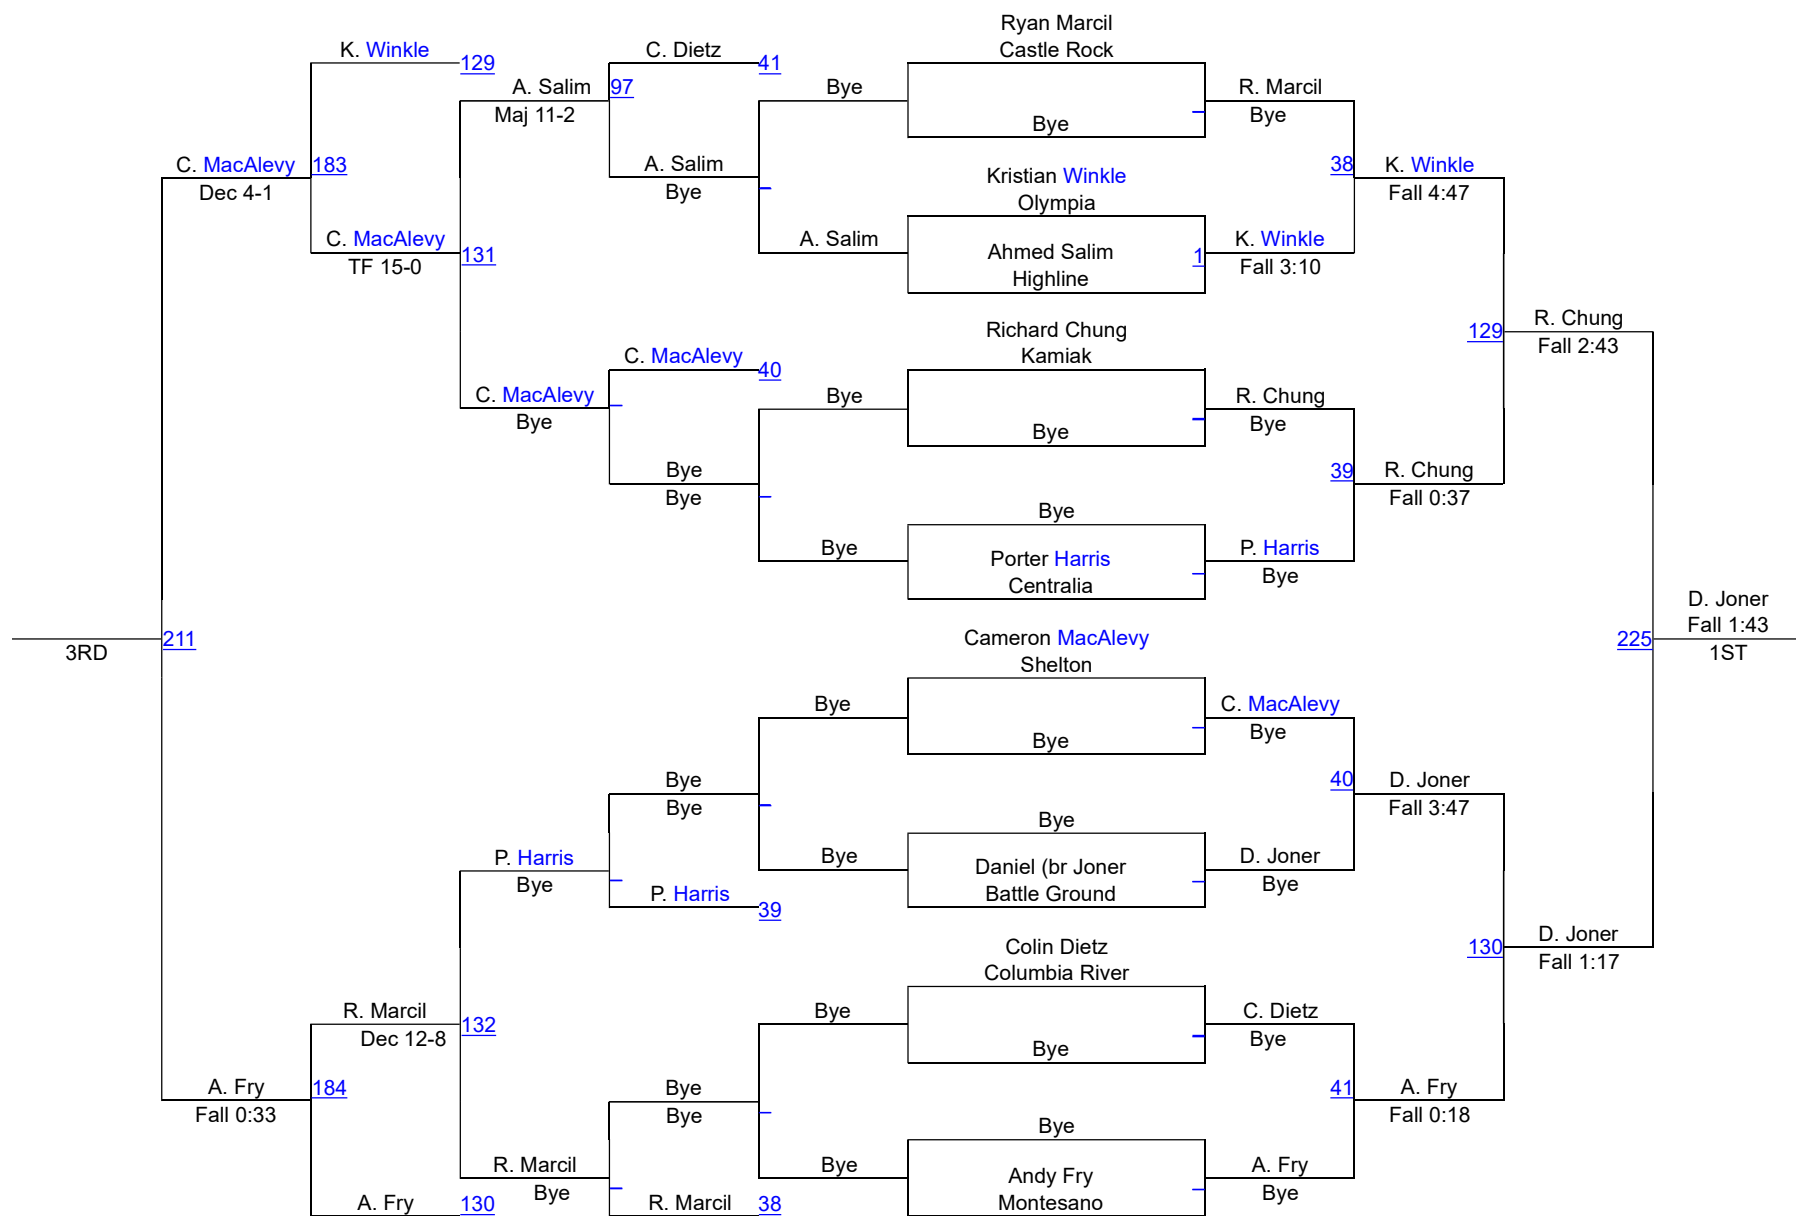 Ryan Marcil
K. Winkle
C. Dietz
Castle Rock
129
41
A. Salim
97
Bye
R. Marcil
Maj 11-2
Bye
Bye
C. MacAlevy
183
A. Salim
38
K. Winkle
Dec 4-1
Bye
Kristian Winkle
Fall 4:47
Olympia
C. MacAlevy
131
A. Salim
K. Winkle
TF 15-0
Ahmed Salim
1
Fall 3:10
Highline
Richard Chung
129
R. Chung
C. MacAlevy
Kamiak
Fall 2:43
40
C. MacAlevy
Bye
R. Chung
Bye
Bye
Bye
Bye
39
R. Chung
Bye
Fall 0:37
Bye
Bye
P. Harris
Porter Harris
Bye
Centralia
D. Joner
211
Cameron MacAlevy
225
Fall 1:43
3RD
Shelton
1ST
Bye
C. MacAlevy
Bye
Bye
Bye
40
D. Joner
Bye
Fall 3:47
Bye
P. Harris
Bye
D. Joner
Bye
Daniel (br Joner
Bye
P. Harris
Battle Ground
39
Colin Dietz
130
D. Joner
Columbia River
Fall 1:17
R. Marcil
132
Bye
C. Dietz
Dec 12-8
Bye
Bye
A. Fry
184
Bye
41
A. Fry
Fall 0:33
Bye
Fall 0:18
Bye
R. Marcil
Bye
A. Fry
Bye
Andy Fry
Bye
A. Fry
130
R. Marcil
38
Montesano